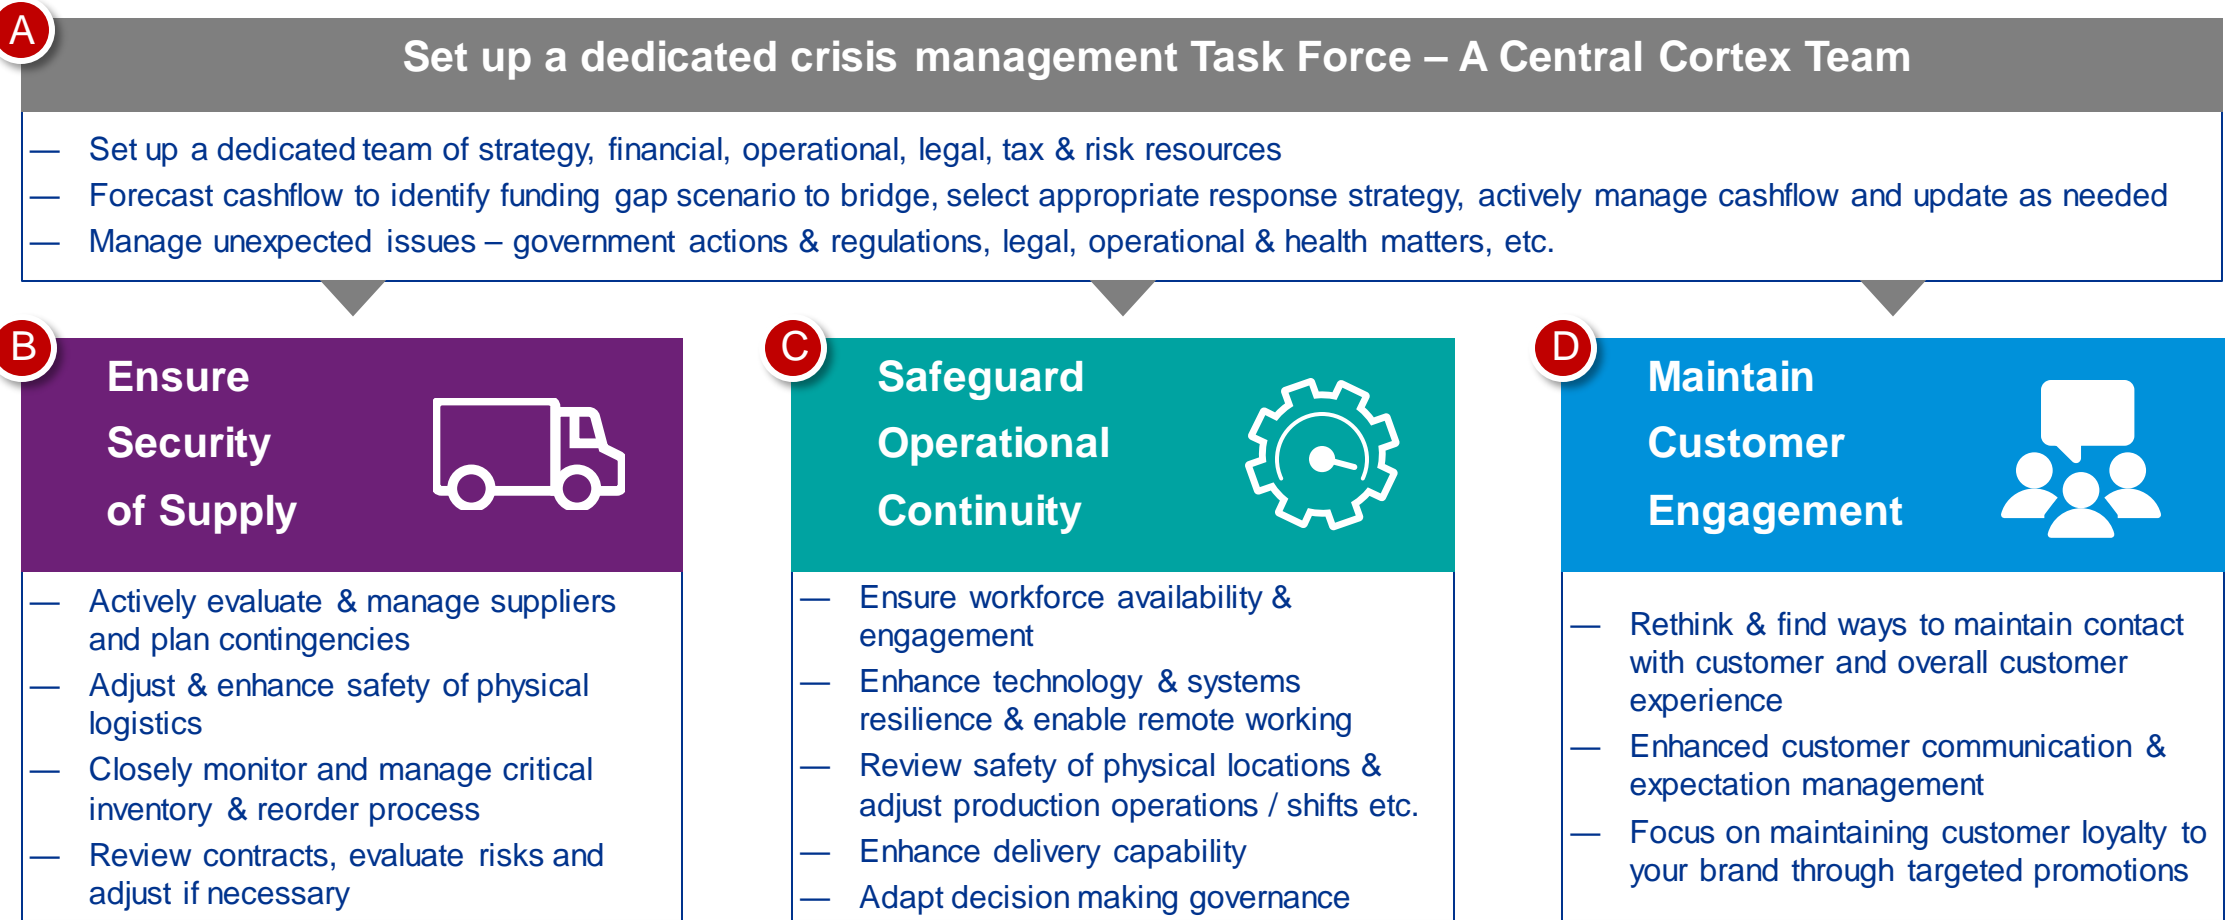 A
Set up a dedicated crisis management Task Force – A Central Cortex Team
— Set up a dedicated team of strategy, financial, operational, legal, tax & risk resources
— Forecast cashflow to identify funding gap scenario to bridge, select appropriate response strategy, actively manage cashflow and update as needed
— Manage unexpected issues – government actions & regulations, legal, operational & health matters, etc.
B
Ensure
Security
of Supply
— Actively evaluate & manage suppliers
and plan contingencies
— Adjust & enhance safety of physical
logistics
— Closely monitor and manage critical
inventory & reorder process
— Review contracts, evaluate risks and
adjust if necessary
C
Safeguard
Operational
Continuity
— Ensure workforce availability &
engagement
— Enhance technology & systems
resilience & enable remote working
— Review safety of physical locations &
adjust production operations / shifts etc.
— Enhance delivery capability
— Adapt decision making governance
D
Maintain
Customer
Engagement
— Rethink & find ways to maintain contact
with customer and overall customer
experience
— Enhanced customer communication &
expectation management
— Focus on maintaining customer loyalty to
your brand through targeted promotions